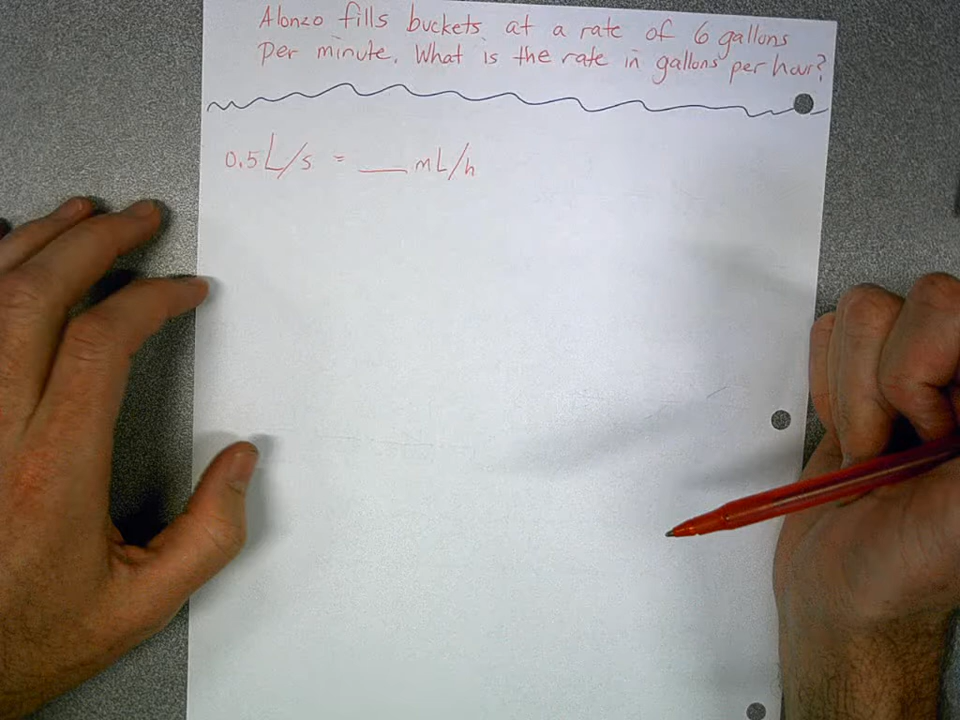 Alonzo fills buckets at a rate of 6 gallons
Per minute. What is the rate in gallons per hour?
0.5 L/s = ___ mL/h